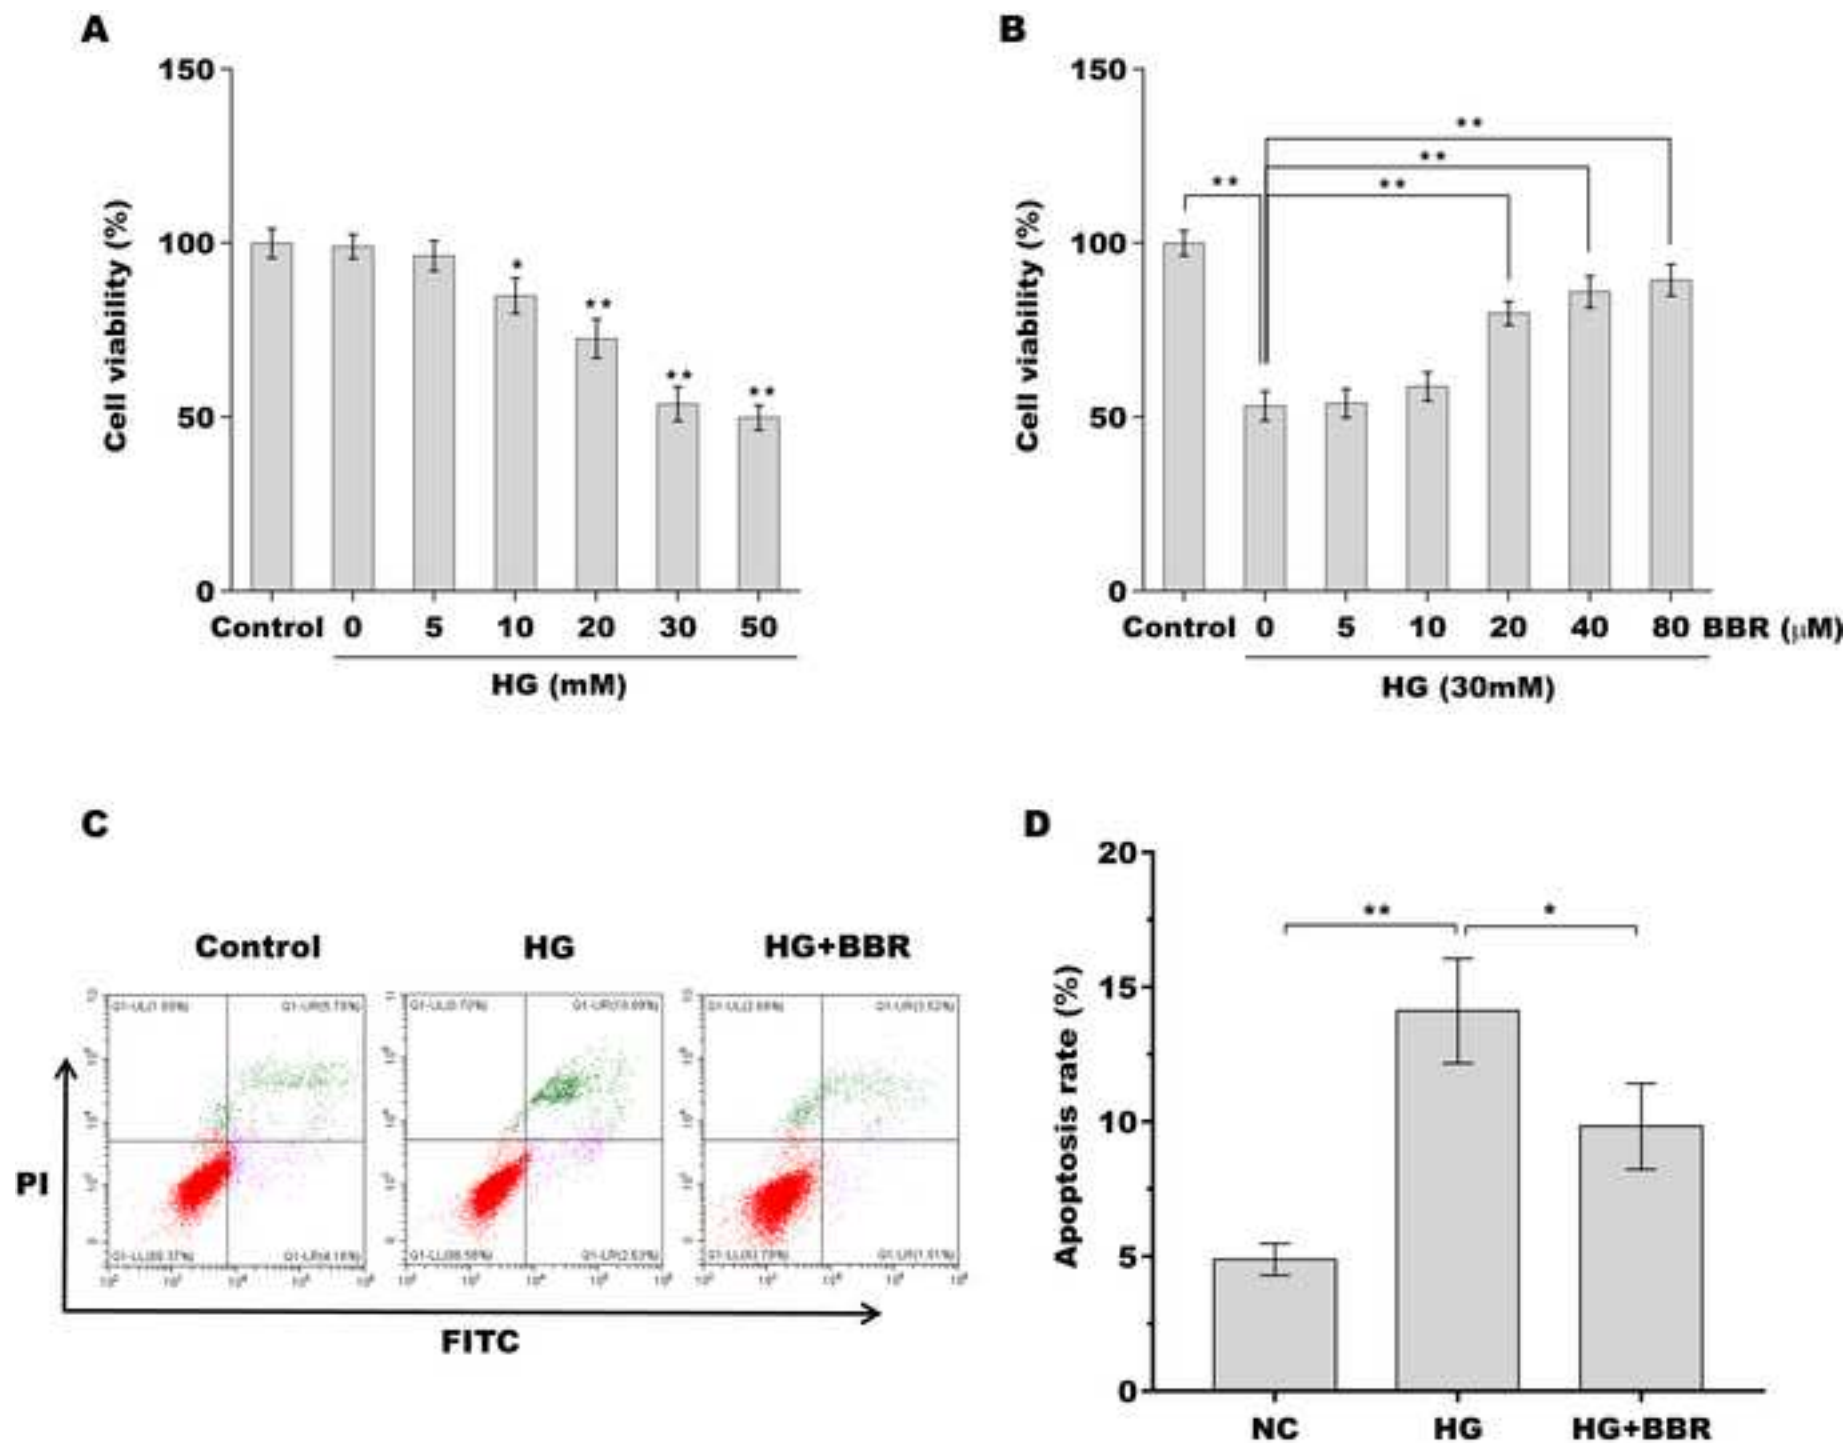 A
150
100
50
0
Cell viability (%)
*
**
**
**
Control 0 5 10 20 30 50
HG (mM)
B
150
100
50
0
Cell viability (%)
**
**
**
**
Control 0 5 10 20 40 80 BBR (μM)
HG (30mM)
C
Control HG HG+BBR
PI
FITC
D
20
15
10
5
0
Apoptosis rate (%)
**
*
NC HG HG+BBR